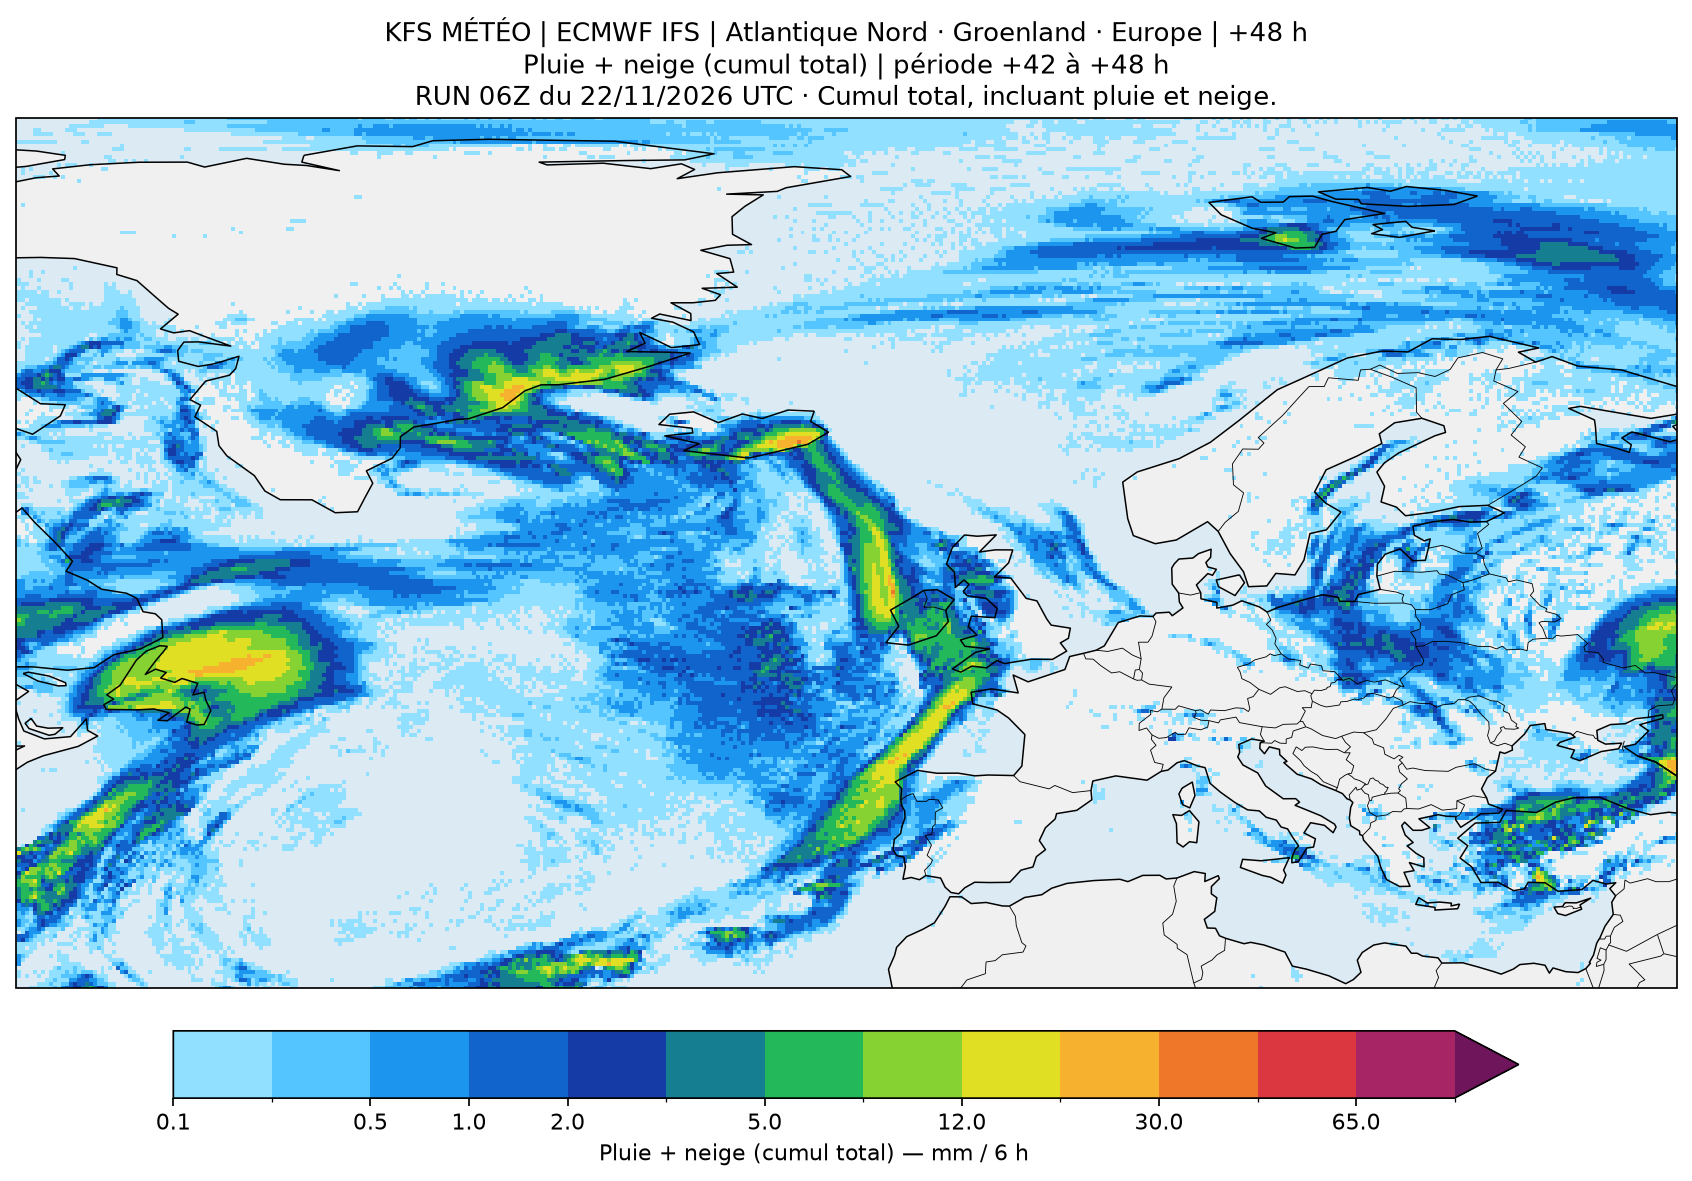 KFS MÉTÉO | ECMWF IFS | Atlantique Nord · Groenland · Europe | +48 h
Pluie + neige (cumul total) | période +42 à +48 h
RUN 06Z du 22/11/2026 UTC · Cumul total, incluant pluie et neige.
0.1 0.5 1.0 2.0 5.0 12.0 30.0 65.0
Pluie + neige (cumul total) — mm / 6 h